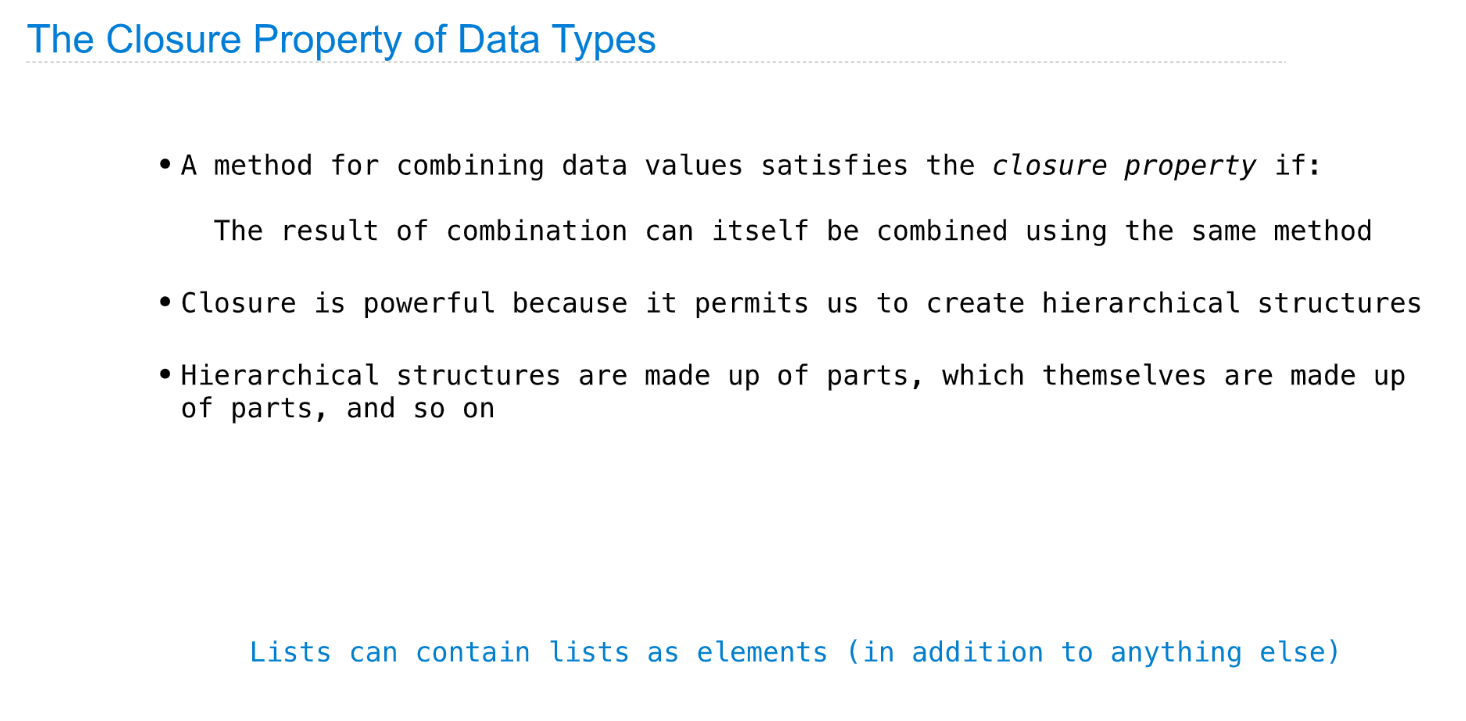 The Closure Property of Data Types
• A method for combining data values satisfies the closure property if:
The result of combination can itself be combined using the same method
• Closure is powerful because it permits us to create hierarchical structures
• Hierarchical structures are made up of parts, which themselves are made up
of parts, and so on
Lists can contain lists as elements (in addition to anything else)